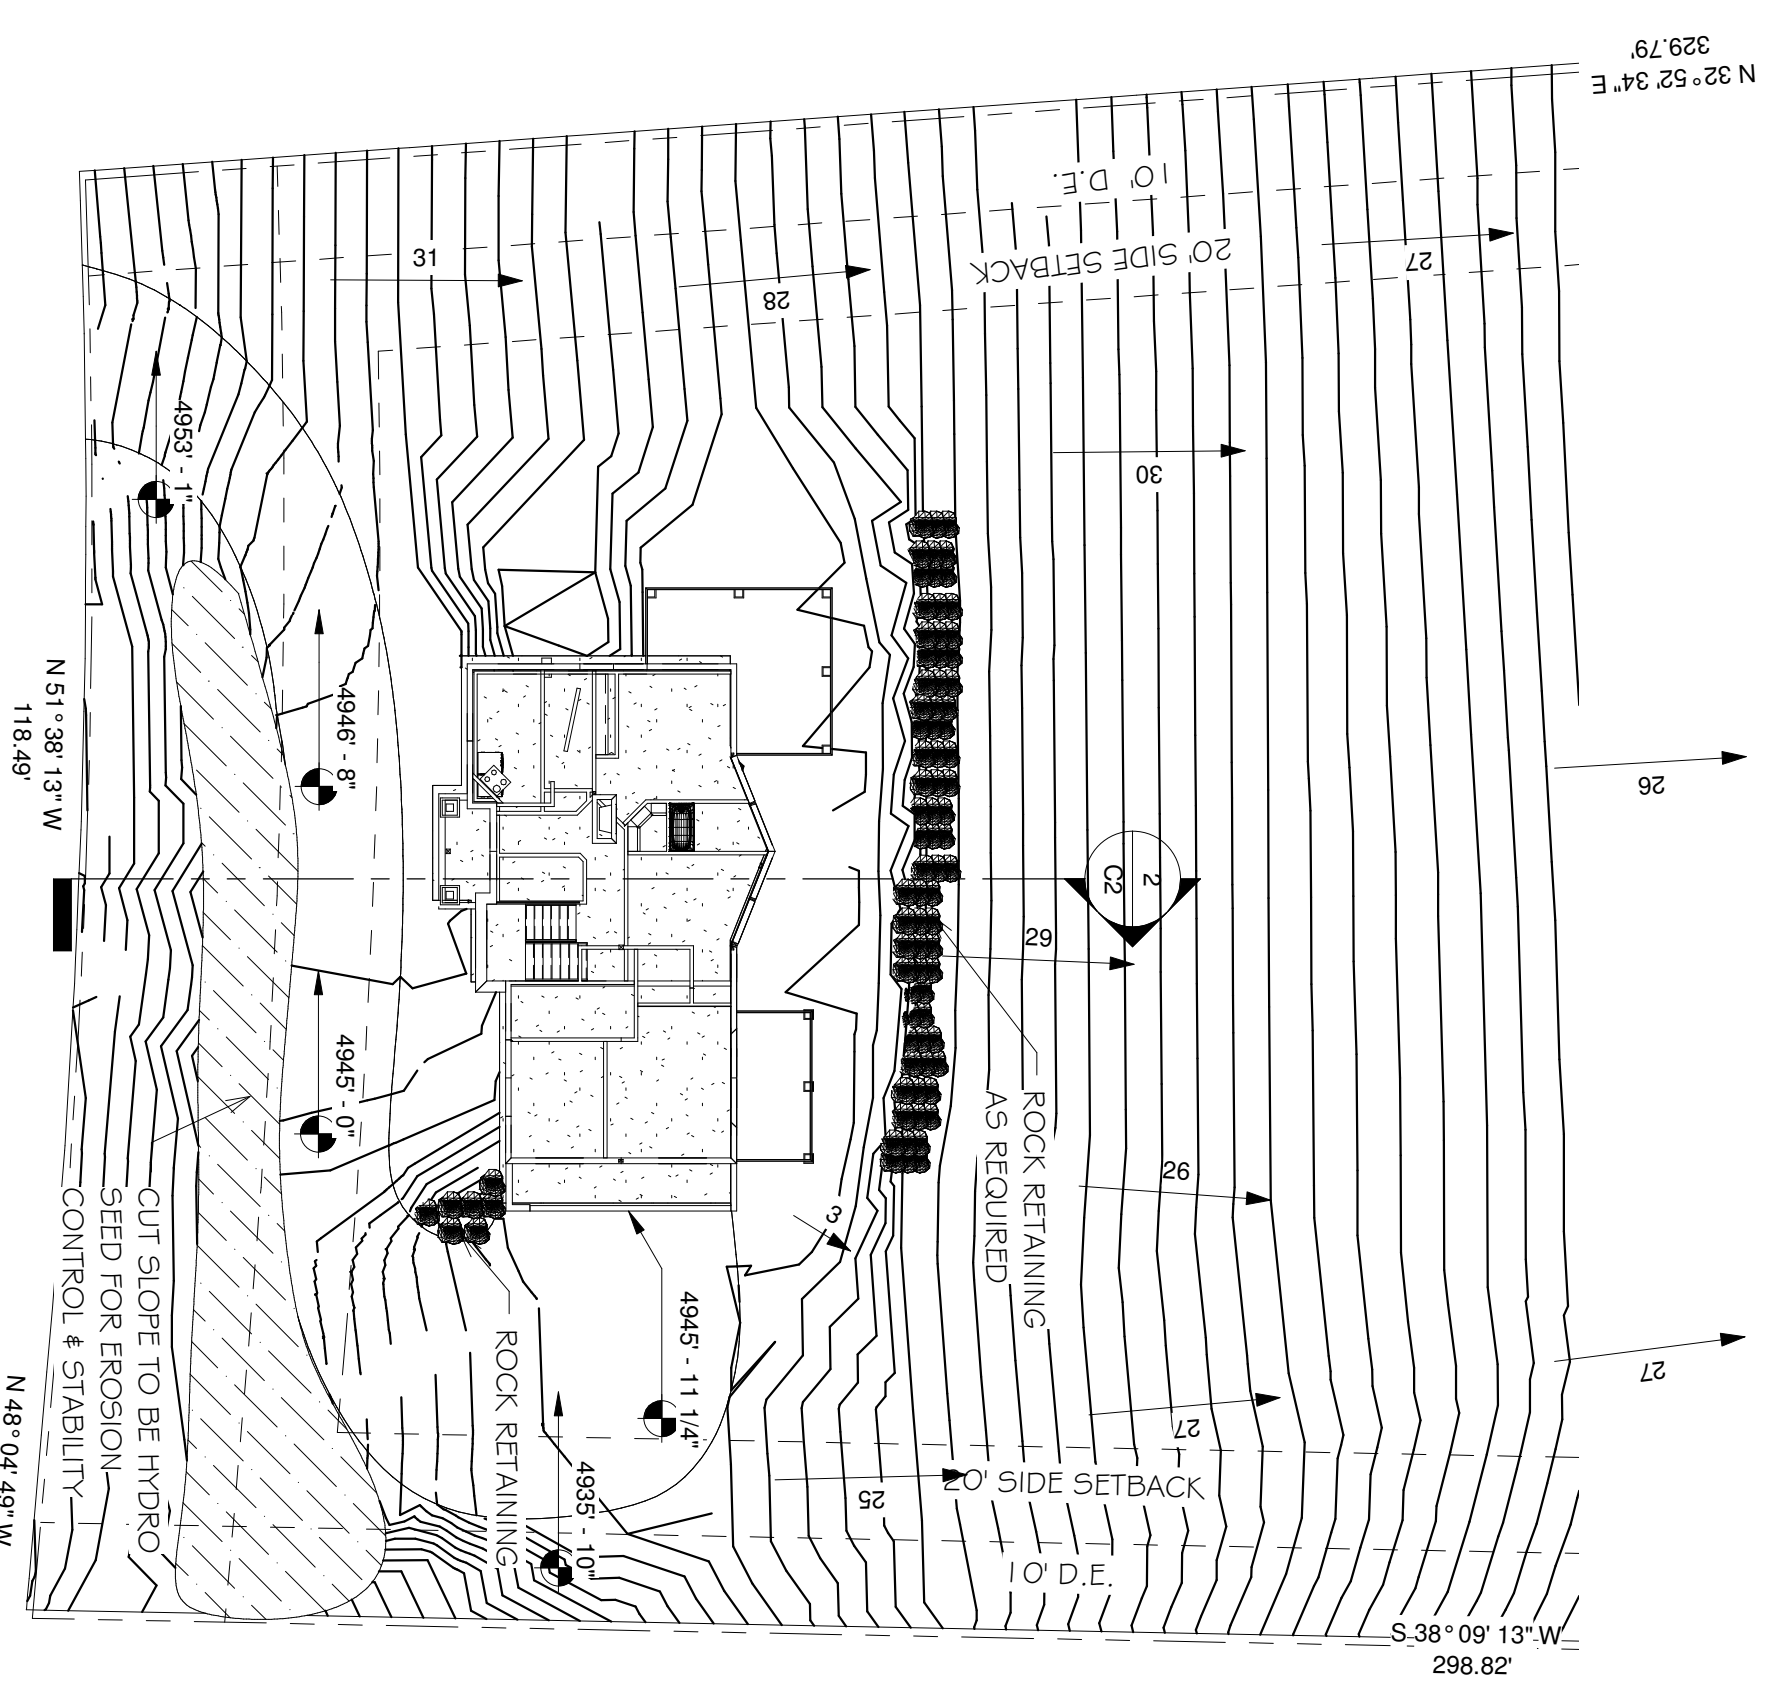 N 32° 52' 34" E
329.79'
10' D.E.
20' SIDE SETBACK
31
28
27
30
4953' - 1"
4946' - 8"
N 51° 38' 13" W
118.49'
26
2
C2
29
4945' - 0"
ROCK RETAINING
AS REQUIRED
26
3
CUT SLOPE TO BE HYDRO
SEED FOR EROSION
CONTROL & STABILITY
4945' - 11 1/4"
ROCK RETAINING
27
27
4935' - 10"
25
20' SIDE SETBACK
10' D.E.
N 48° 04' 49" W
S 38° 09' 13" W
298.82'